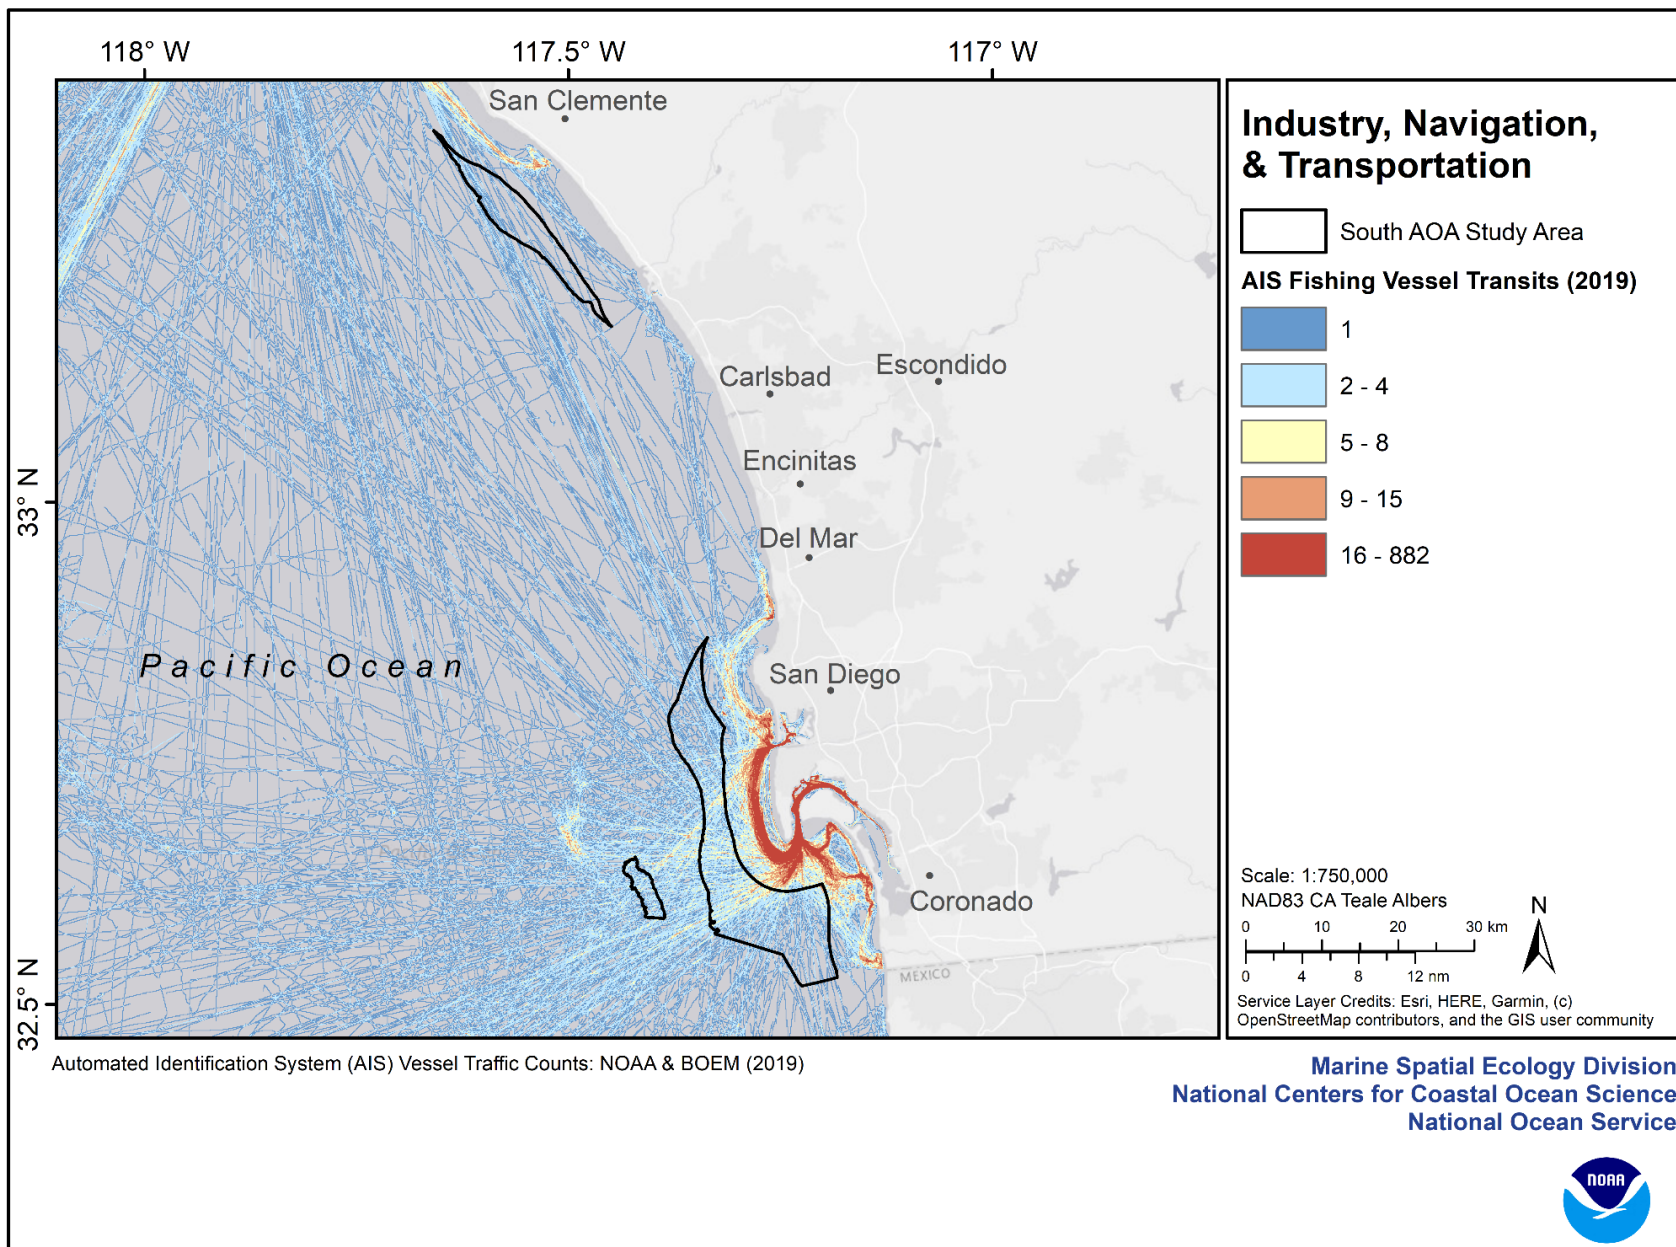 118° W
117.5° W
117° W
33° N
32.5° N
San Clemente
Carlsbad
Escondido
Encinitas
Del Mar
Pacific Ocean
San Diego
Coronado
MEXICO
Industry, Navigation,
& Transportation
South AOA Study Area
AIS Fishing Vessel Transits (2019)
1
2 - 4
5 - 8
9 - 15
16 - 882
Scale: 1:750,000
NAD83 CA Teale Albers
0 10 20 30 km
0 4 8 12 nm
N
Service Layer Credits: Esri, HERE, Garmin, (c)
OpenStreetMap contributors, and the GIS user community
Automated Identification System (AIS) Vessel Traffic Counts: NOAA & BOEM (2019)
Marine Spatial Ecology Division
National Centers for Coastal Ocean Science
National Ocean Service
NOAA